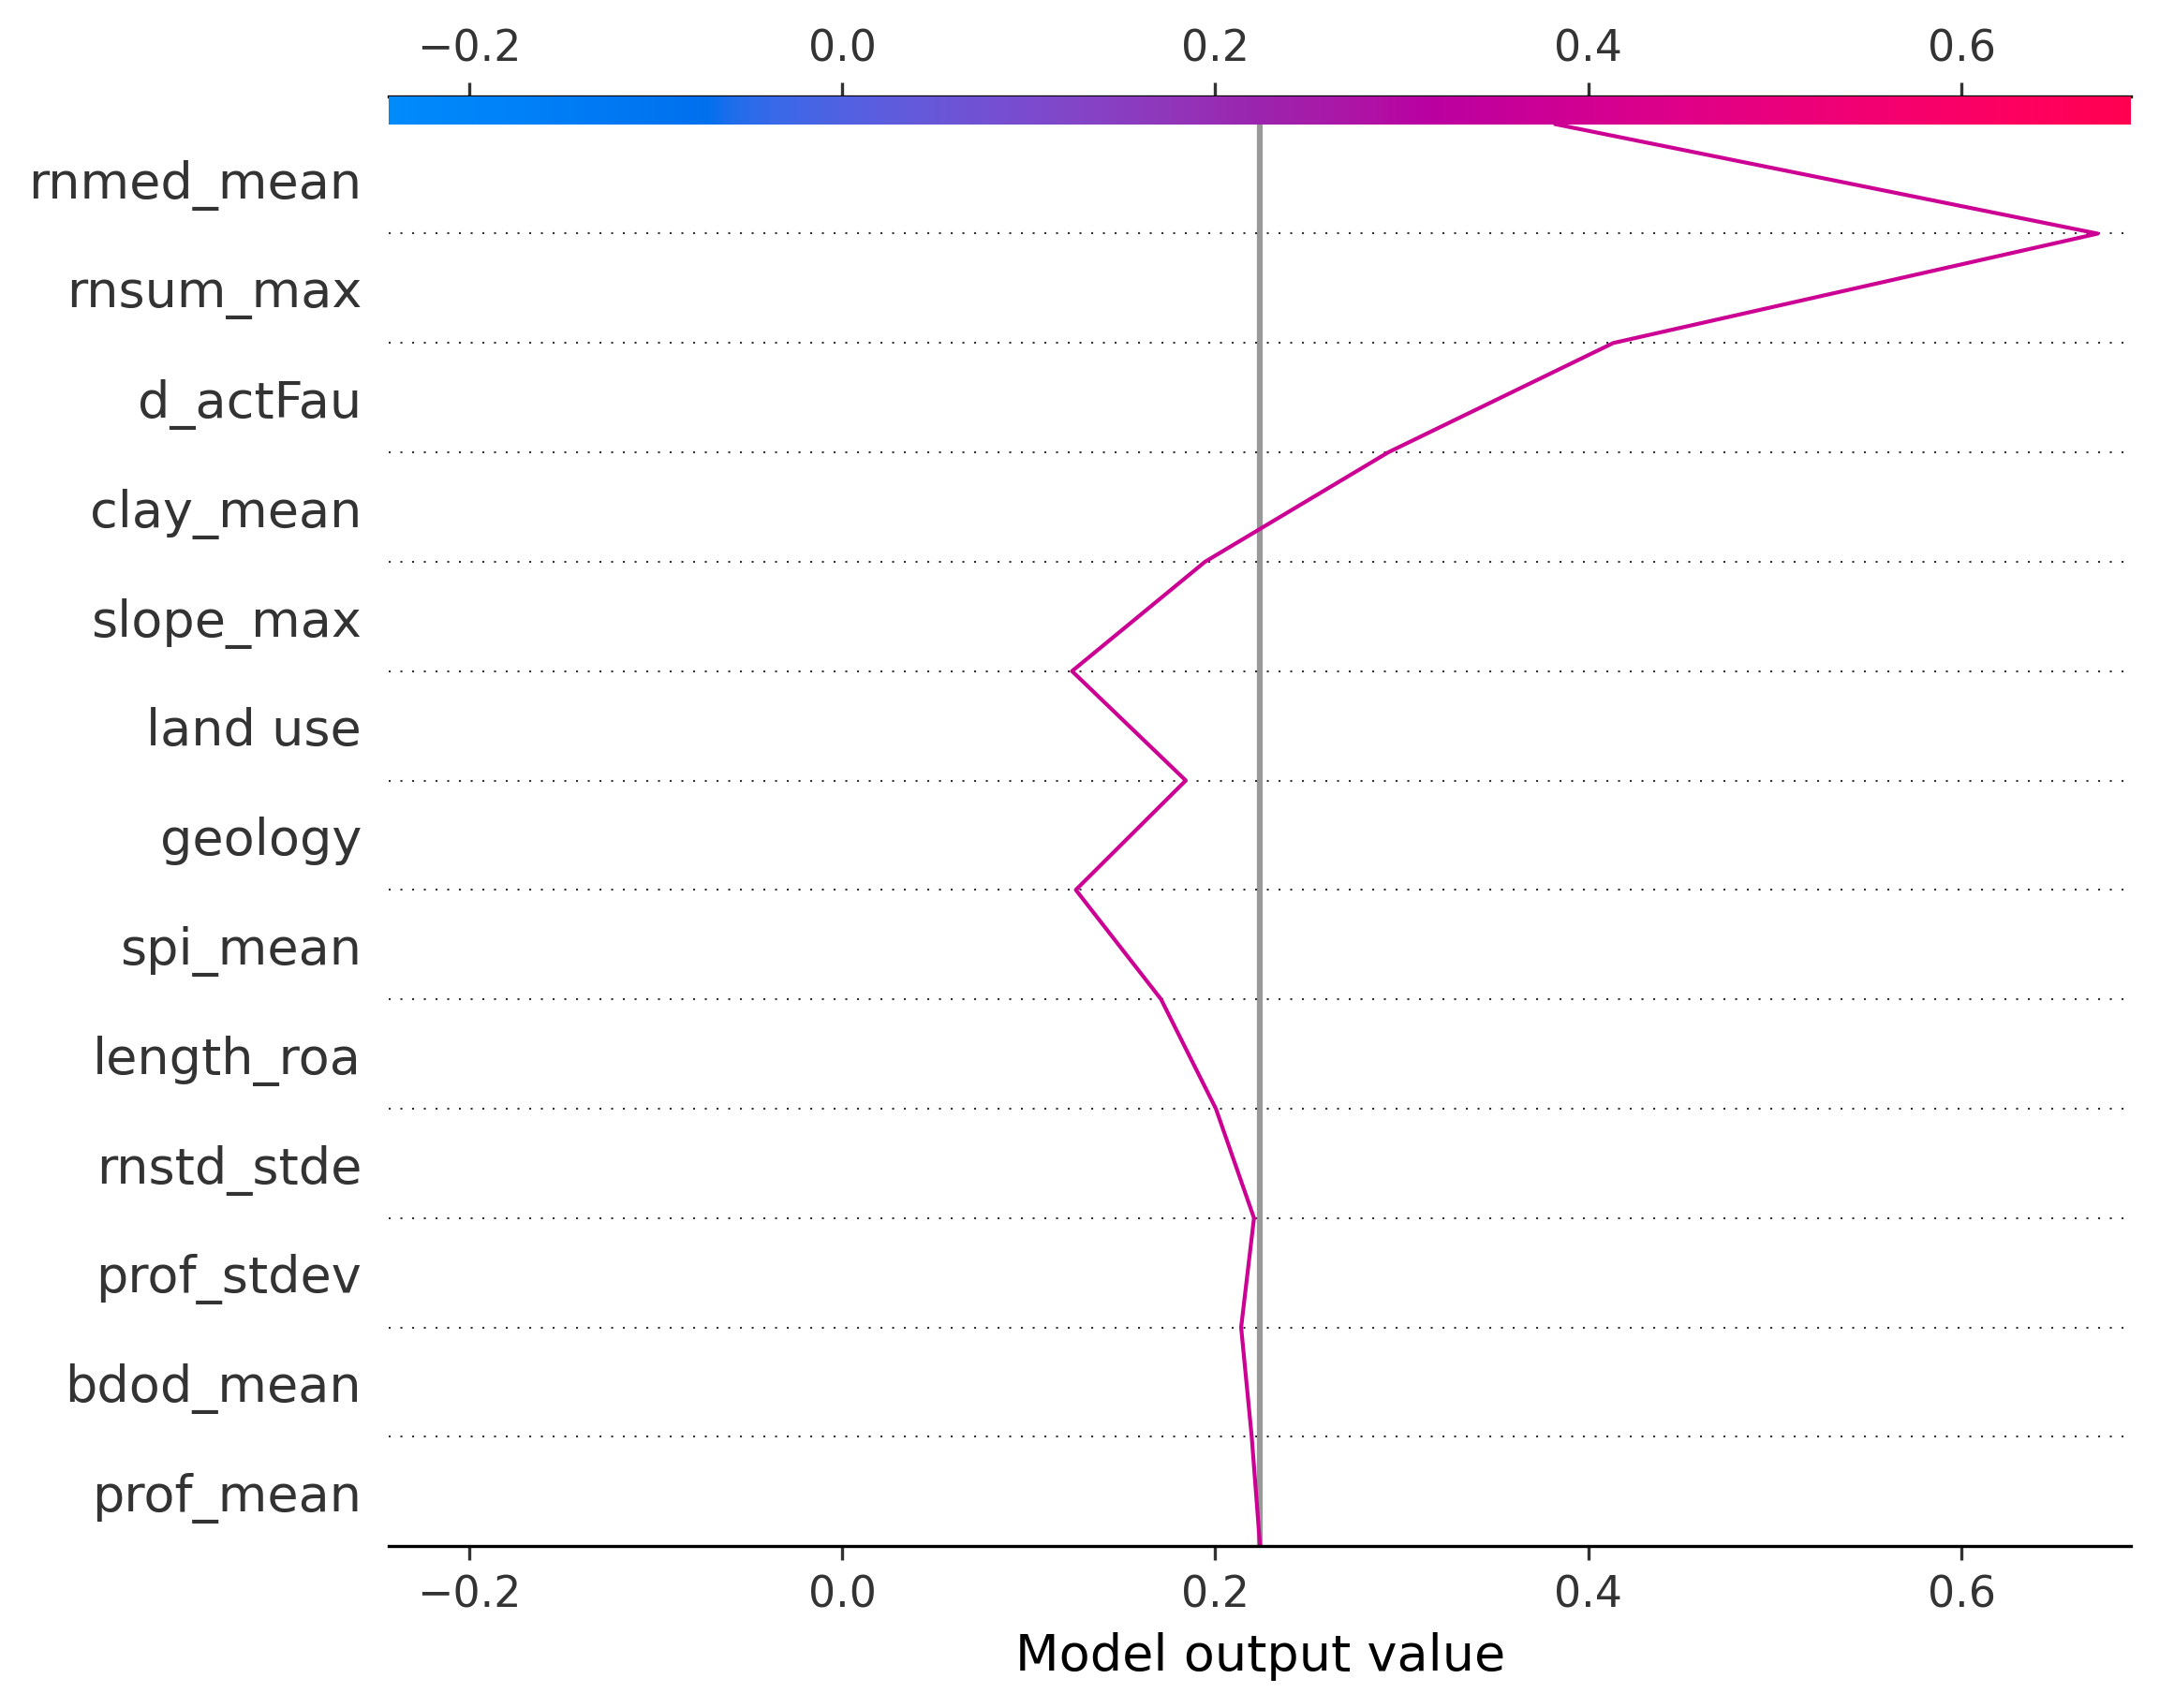 −0.2 0.0 0.2 0.4 0.6
rnmed_mean
rnsum_max
d_actFau
clay_mean
slope_max
land use
geology
spi_mean
length_roa
rnstd_stde
prof_stdev
bdod_mean
prof_mean
−0.2 0.0 0.2 0.4 0.6
Model output value